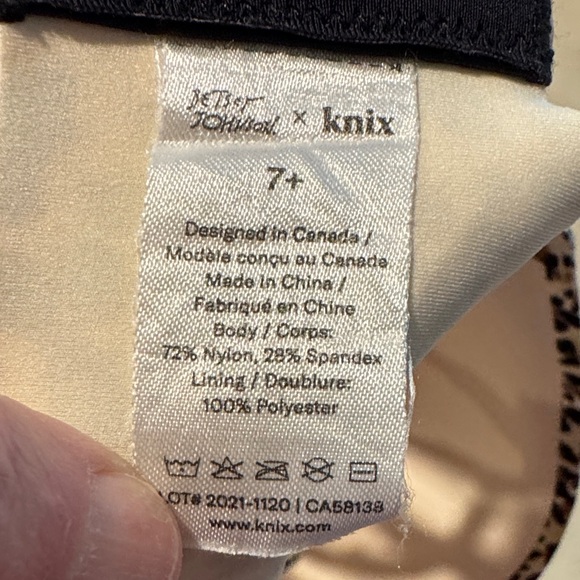 BETSEY
JOHNSON × knix
7+
Designed in Canada /
Modèle conçu au Canada
Made in China /
Fabriqué en Chine
Body / Corps:
72% Nylon, 28% Spandex
Lining / Doublure:
100% Polyester
LOT# 2021-1120 | CA58138
www.knix.com